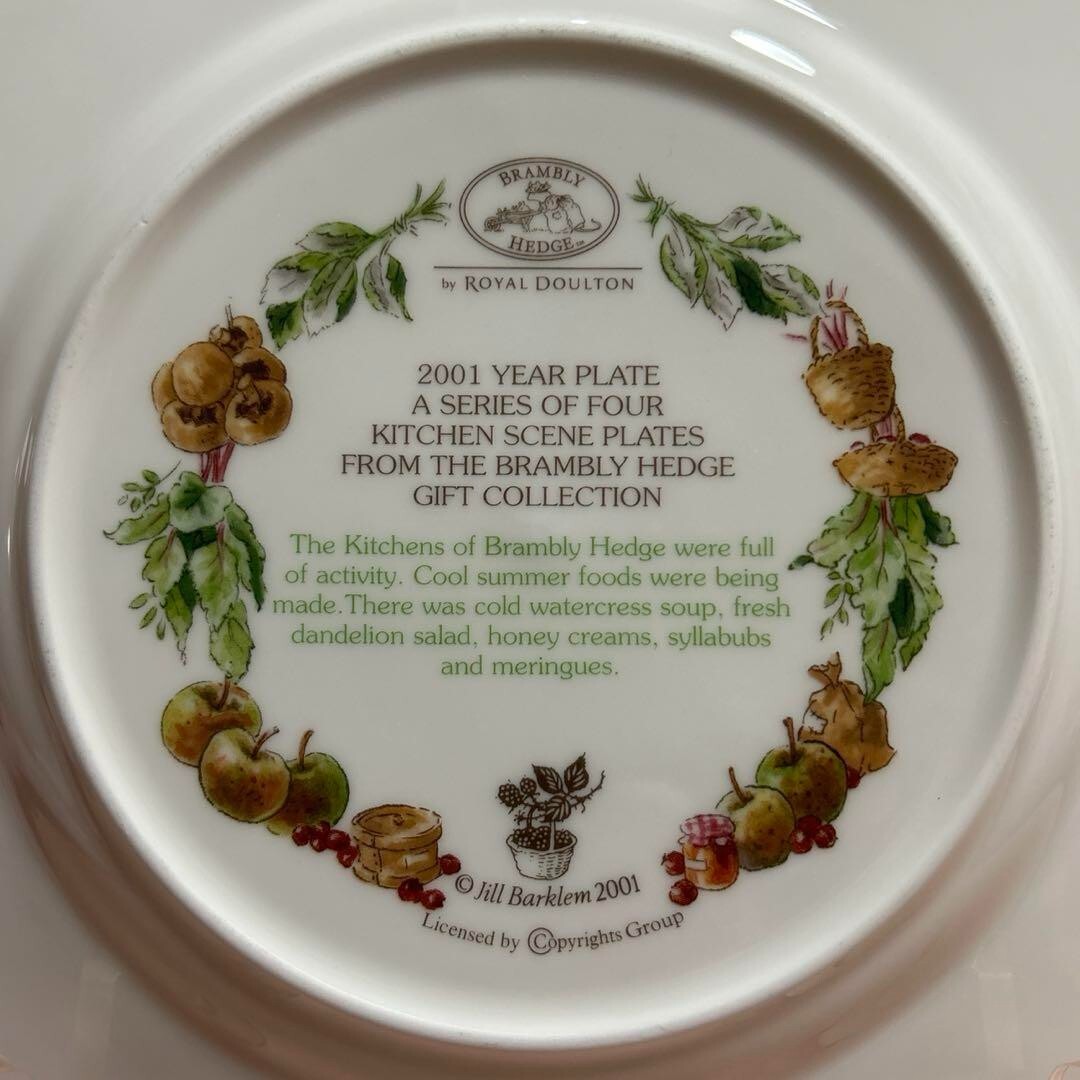 BRAMBLY
HEDGE™
by ROYAL DOULTON
2001 YEAR PLATE
A SERIES OF FOUR
KITCHEN SCENE PLATES
FROM THE BRAMBLY HEDGE
GIFT COLLECTION
The Kitchens of Brambly Hedge were full
of activity. Cool summer foods were being
made.There was cold watercress soup, fresh
dandelion salad, honey creams, syllabubs
and meringues.
© Jill Barklem 2001
Licensed by ©opyrights Group